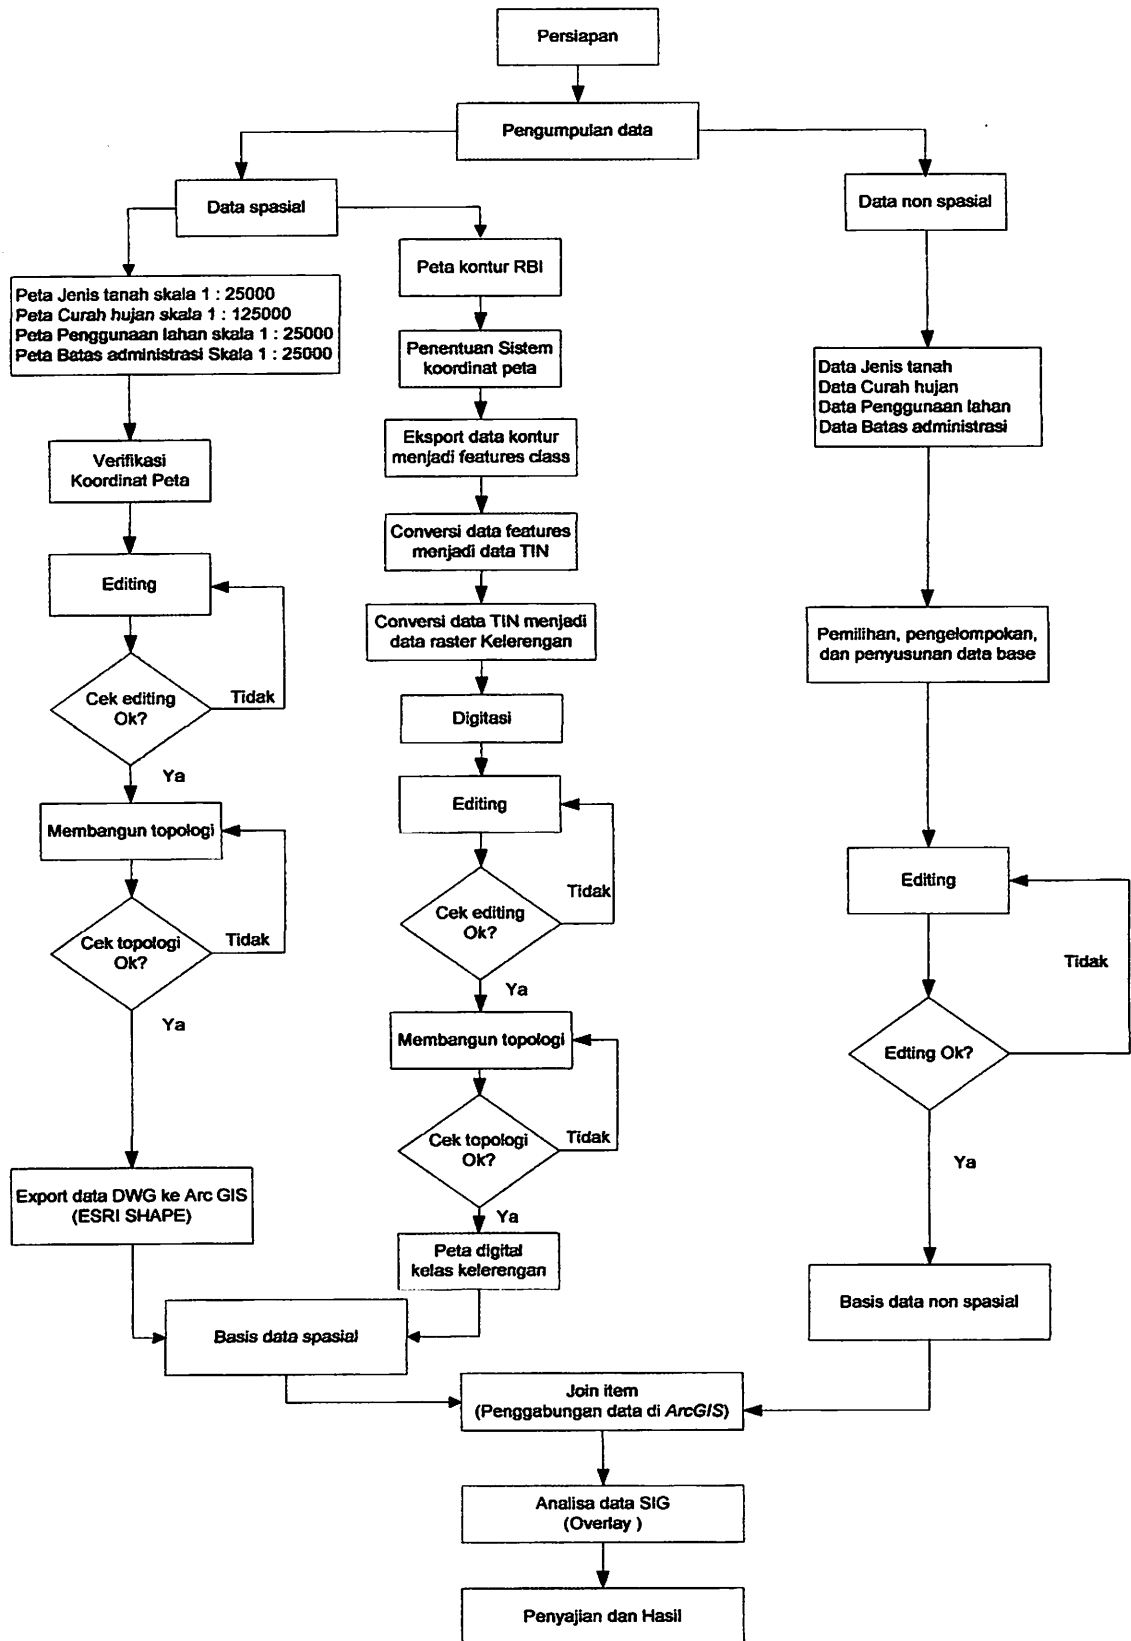 Persiapan
Pengumpulan data
Data spasial
Data non spasial
Peta Jenis tanah skala 1 : 25000
Peta Curah hujan skala 1 : 125000
Peta Penggunaan lahan skala 1 : 25000
Peta Batas administrasi Skala 1 : 25000
Verifikasi
Koordinat Peta
Editing
Cek editing
Ok?
Tidak
Ya
Membangun topologi
Cek topologi
Ok?
Tidak
Ya
Export data DWG ke Arc GIS
(ESRI SHAPE)
Peta kontur RBI
Penentuan Sistem
koordinat peta
Eksport data kontur
menjadi features class
Conversi data features
menjadi data TIN
Conversi data TIN menjadi
data raster Kelerengan
Digitasi
Editing
Cek editing
Ok?
Tidak
Ya
Membangun topologi
Cek topologi
Ok?
Tidak
Ya
Peta digital
kelas kelerengan
Basis data spasial
Data Jenis tanah
Data Curah hujan
Data Penggunaan lahan
Data Batas administrasi
Pemilihan, pengelompokan,
dan penyusunan data base
Editing
Edting Ok?
Tidak
Ya
Basis data non spasial
Join item
(Penggabungan data di ArcGIS)
Analisa data SIG
(Overlay )
Penyajian dan Hasil